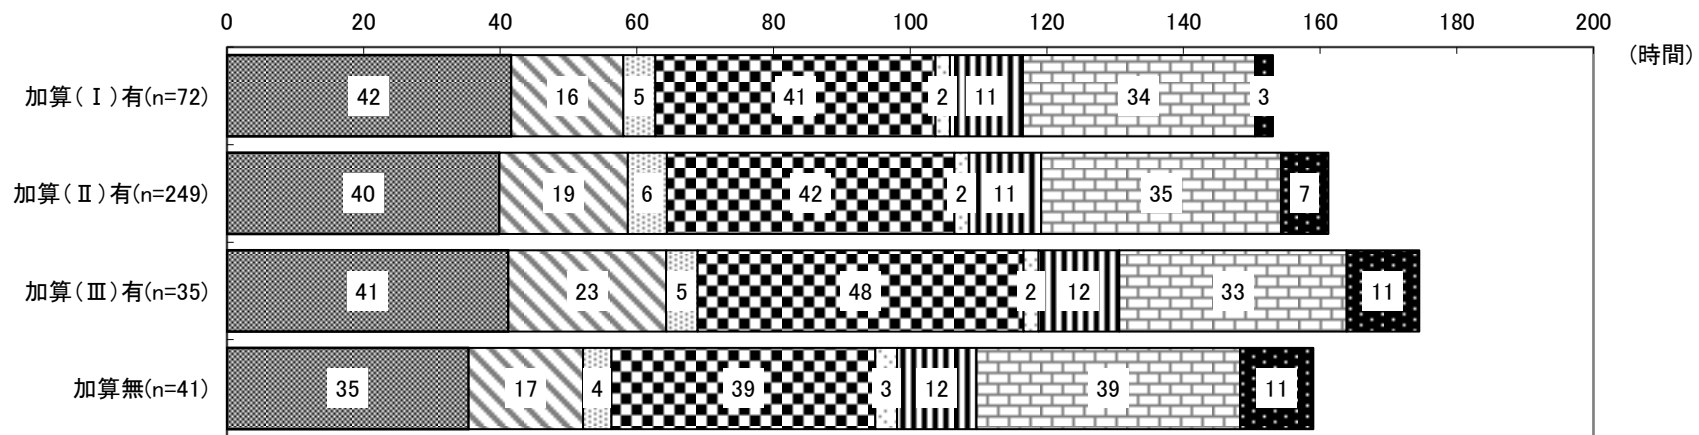 0 20 40 60 80 100 120 140 160 180 200
(時間)
加算(Ⅰ)有(n=72) 42 16 5 41 2 11 34 3
加算(Ⅱ)有(n=249) 40 19 6 42 2 11 35 7
加算(Ⅲ)有(n=35) 41 23 5 48 2 12 33 11
加算無(n=41) 35 17 4 39 3 12 39 11